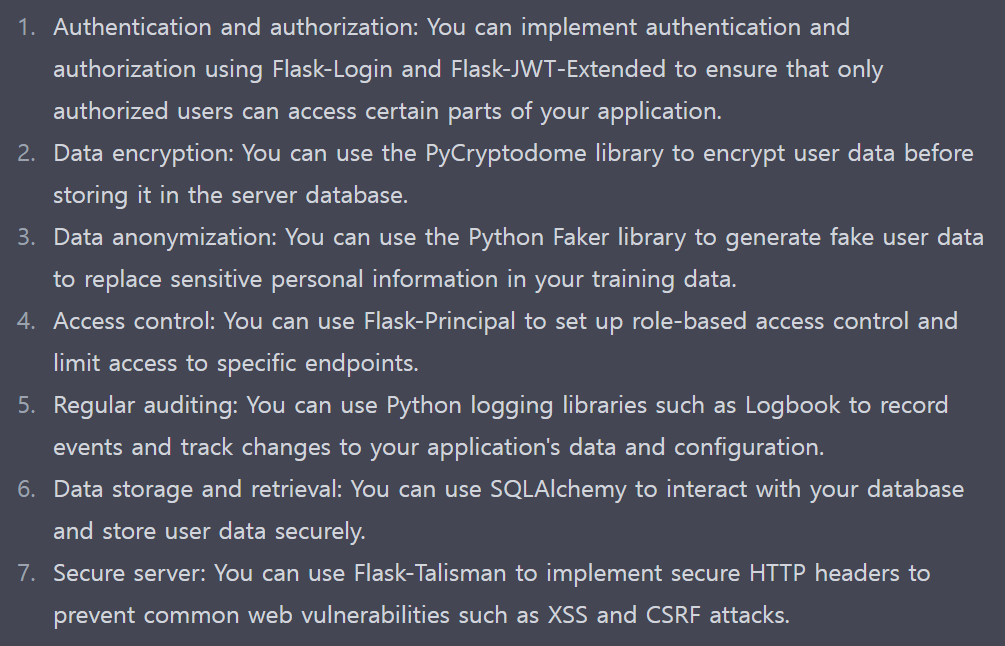 1. Authentication and authorization: You can implement authentication and
authorization using Flask-Login and Flask-JWT-Extended to ensure that only
authorized users can access certain parts of your application.
2. Data encryption: You can use the PyCryptodome library to encrypt user data before
storing it in the server database.
3. Data anonymization: You can use the Python Faker library to generate fake user data
to replace sensitive personal information in your training data.
4. Access control: You can use Flask-Principal to set up role-based access control and
limit access to specific endpoints.
5. Regular auditing: You can use Python logging libraries such as Logbook to record
events and track changes to your application's data and configuration.
6. Data storage and retrieval: You can use SQLAlchemy to interact with your database
and store user data securely.
7. Secure server: You can use Flask-Talisman to implement secure HTTP headers to
prevent common web vulnerabilities such as XSS and CSRF attacks.